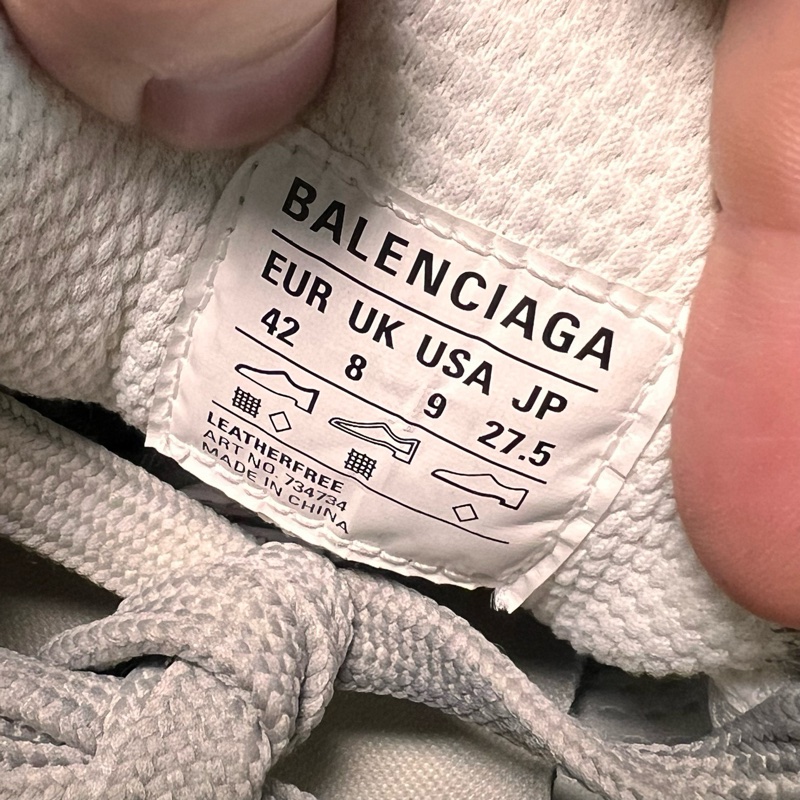 BALENCIAGA
EUR UK USA JP
42 8 9 27.5
LEATHERFREE
ART NO. 734734
MADE IN CHINA